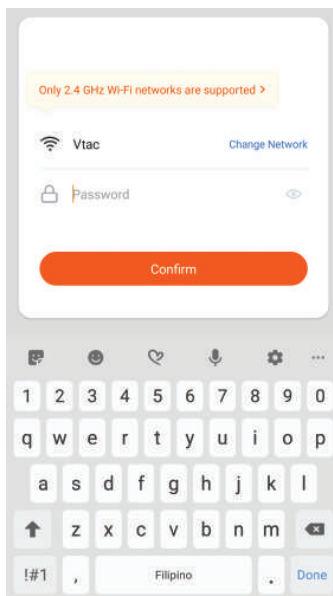 Only 2.4 GHz Wi-Fi networks are supported >
Vtac Change Network
Password
Confirm
1 2 3 4 5 6 7 8 9 0
q w e r t y u i o p
a s d f g h j k l
z x c v b n m
!#1 , Filipino . Done